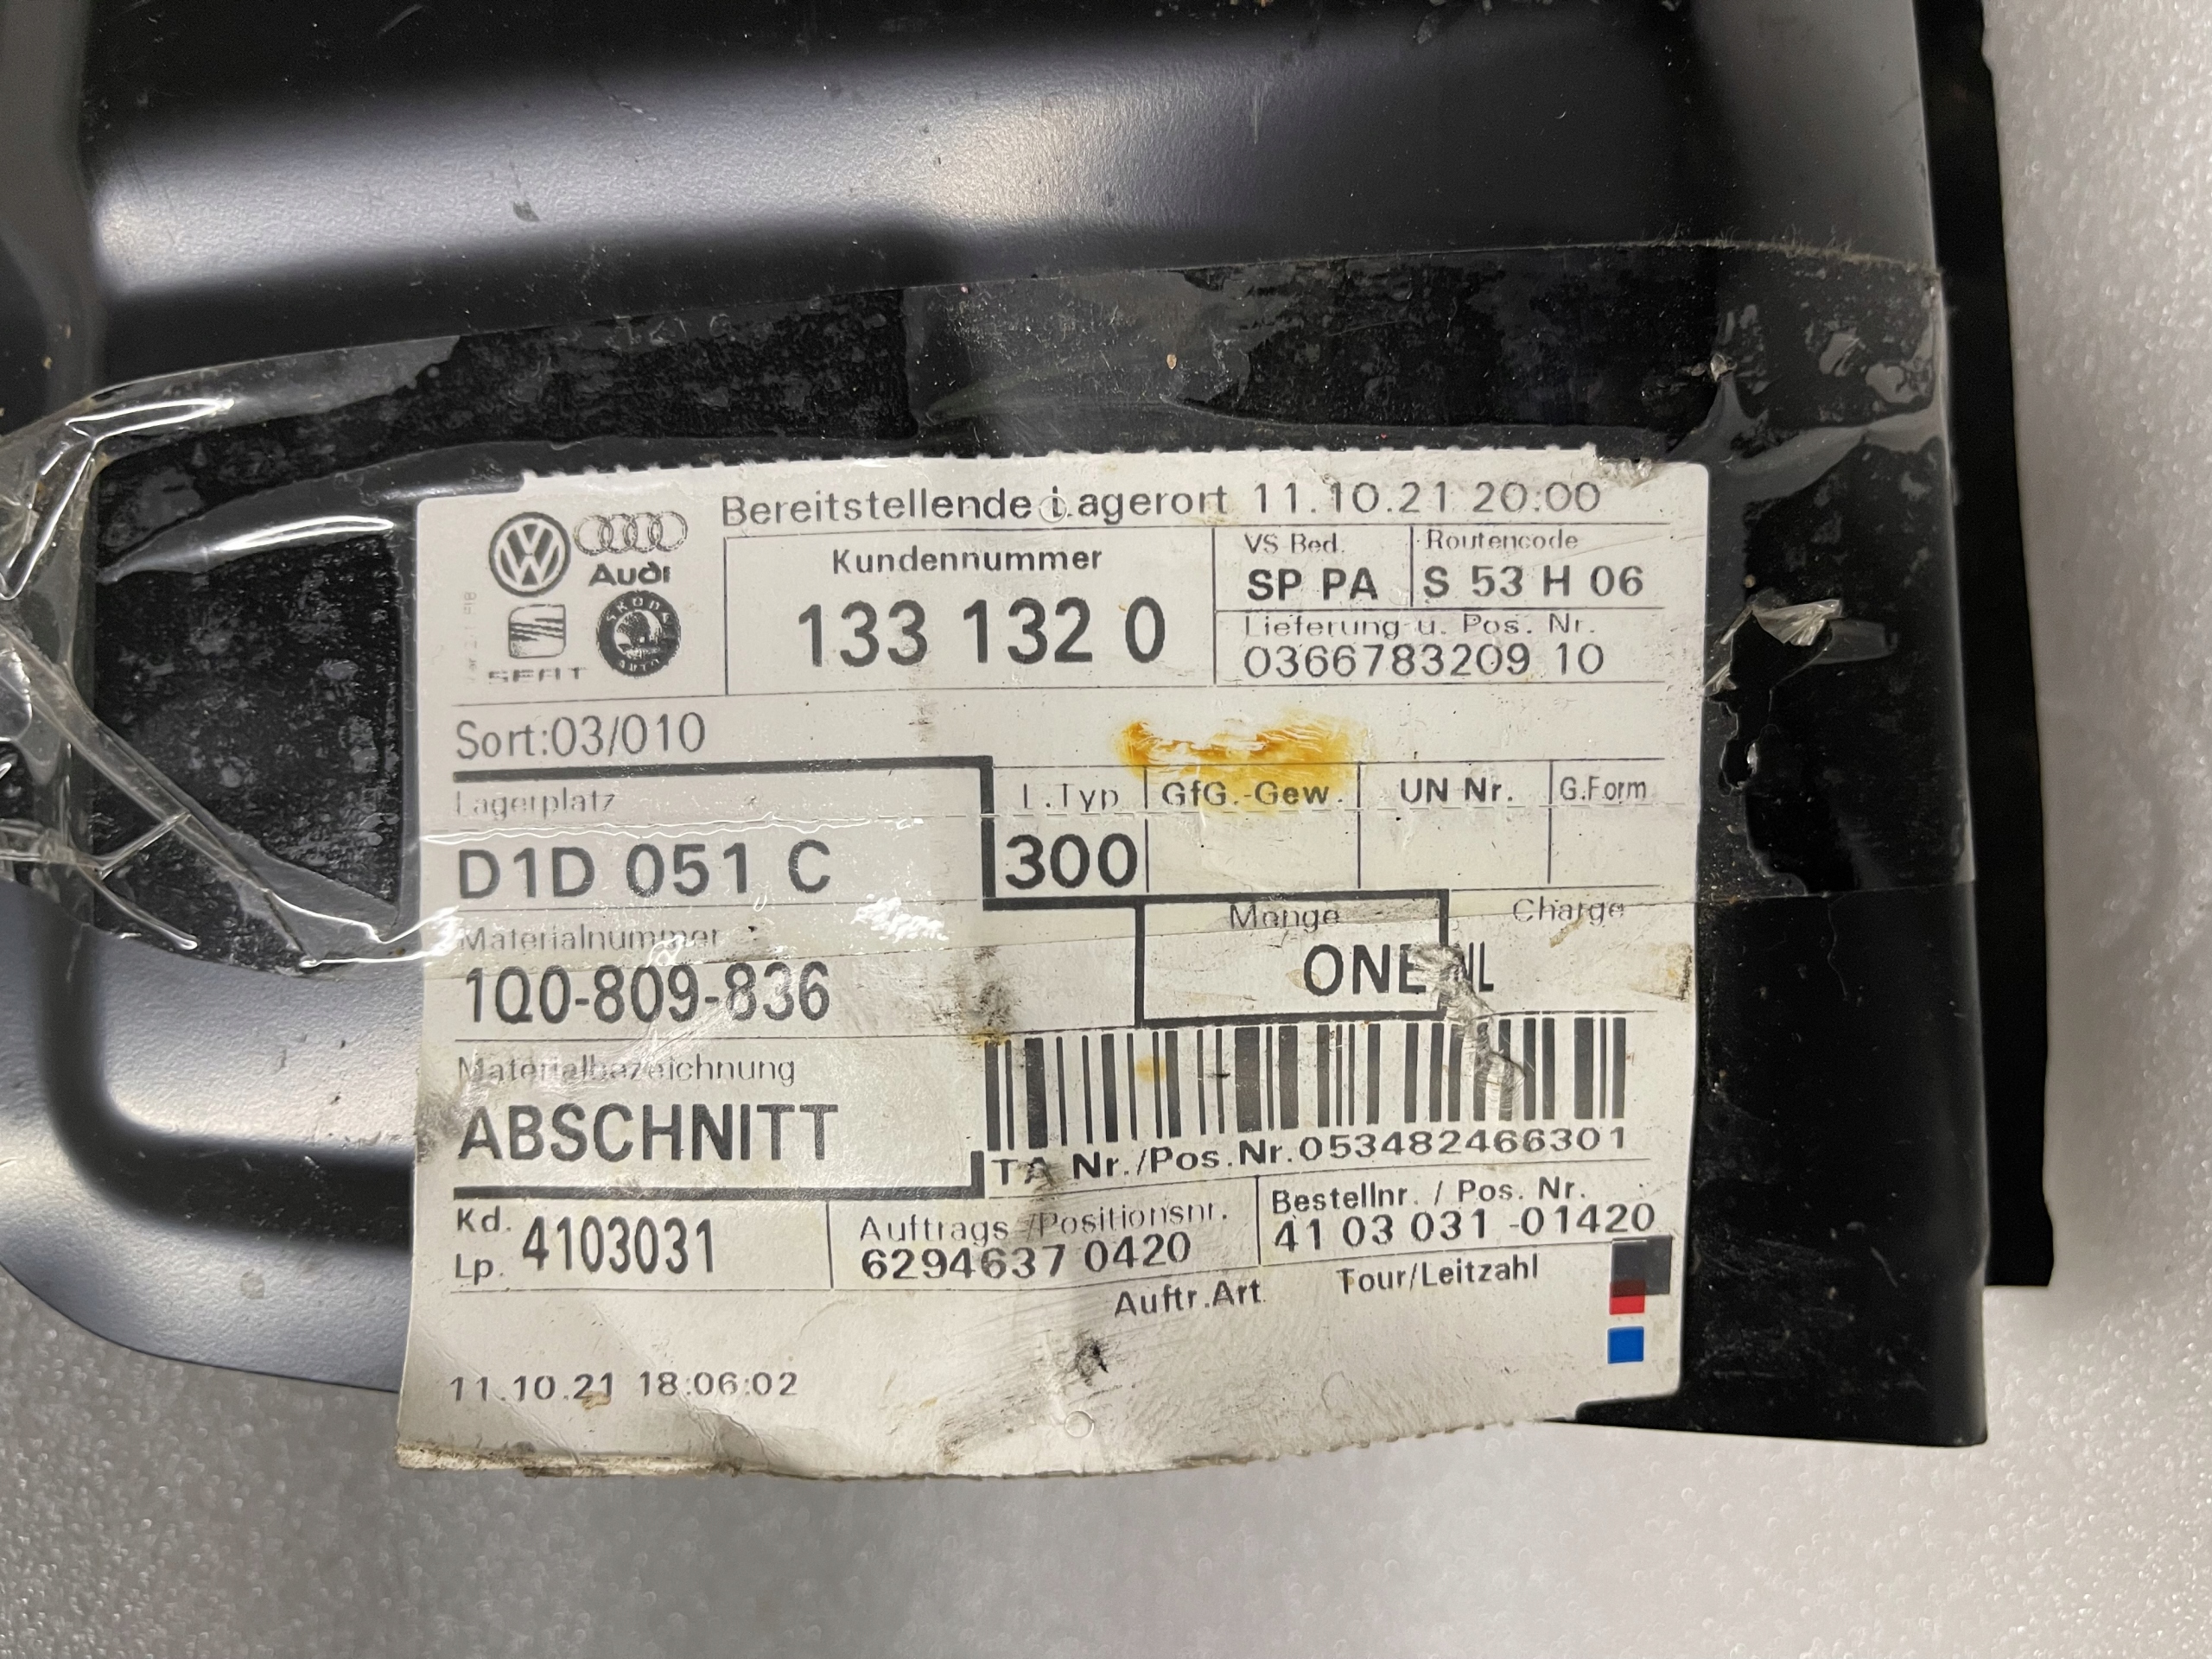 Bereitstellende Lagerort 11.10.21 20:00
Audi
SEAT
SKODA
AUTO
Kundennummer
133 132 0
VS Bed.
SP PA
Routencode
S 53 H 06
Lieferung u. Pos. Nr.
0366783209 10
Sort:03/010
Lagerplatz
D1D 051 C
L.Typ
300
GfG.-Gew.
UN Nr.
G.Form
Materialnummer
1Q0-809-836
Menge
Charge
Materialbezeichnung
ABSCHNITT
TA Nr./Pos.Nr.053482466301
Kd.
Lp. 4103031
Auftrags-/Positionsnr.
62946370420
Bestellnr. / Pos. Nr.
41 03 031 -01420
Auftr.Art
Tour/Leitzahl
11.10.21 18:06:02